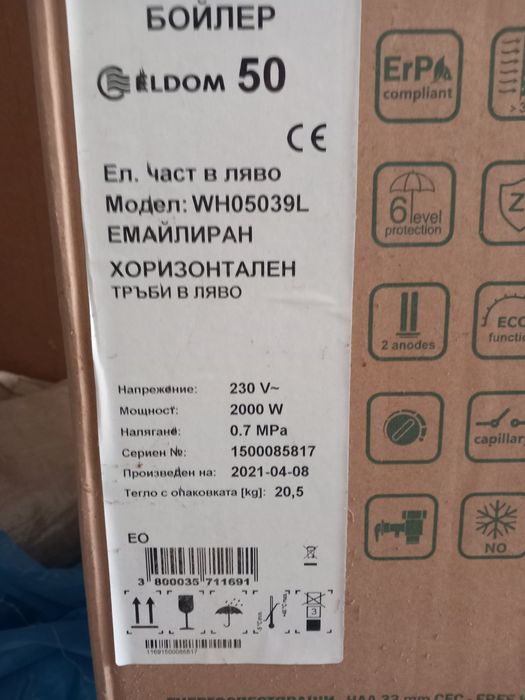 БОЙЛЕР
ELDOM 50
CE
Ел. част в ляво
Модел: WH05039L
ЕМАЙЛИРАН
ХОРИЗОНТАЛЕН
ТРЪБИ В ЛЯВО
Напрежение: 230 V~
Мощност: 2000 W
Налягане: 0.7 MPa
Сериен №: 1500085817
Произведен на: 2021-04-08
Тегло с опаковката [kg]: 20,5
EO
3 800035 711691
3
11691500085817
ErP
compliant
6 level
protection
2 anodes
ECO
capillar
NO